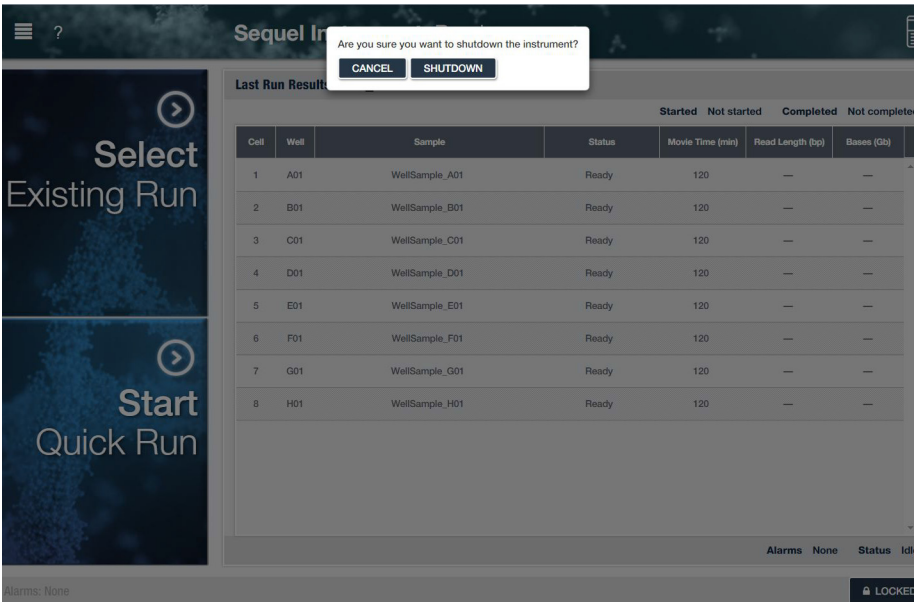 ?
Sequel In
Are you sure you want to shutdown the instrument?
CANCEL SHUTDOWN
Last Run Results
Started Not started Completed Not completed
Cell Well Sample Status Movie Time (min) Read Length (bp) Bases (Gb)
1 A01 WellSample_A01 Ready 120 — —
2 B01 WellSample_B01 Ready 120 — —
3 C01 WellSample_C01 Ready 120 — —
4 D01 WellSample_D01 Ready 120 — —
5 E01 WellSample_E01 Ready 120 — —
6 F01 WellSample_F01 Ready 120 — —
7 G01 WellSample_G01 Ready 120 — —
8 H01 WellSample_H01 Ready 120 — —
Select
Existing Run
Start
Quick Run
Alarms None Status Idl
Alarms: None
LOCKED